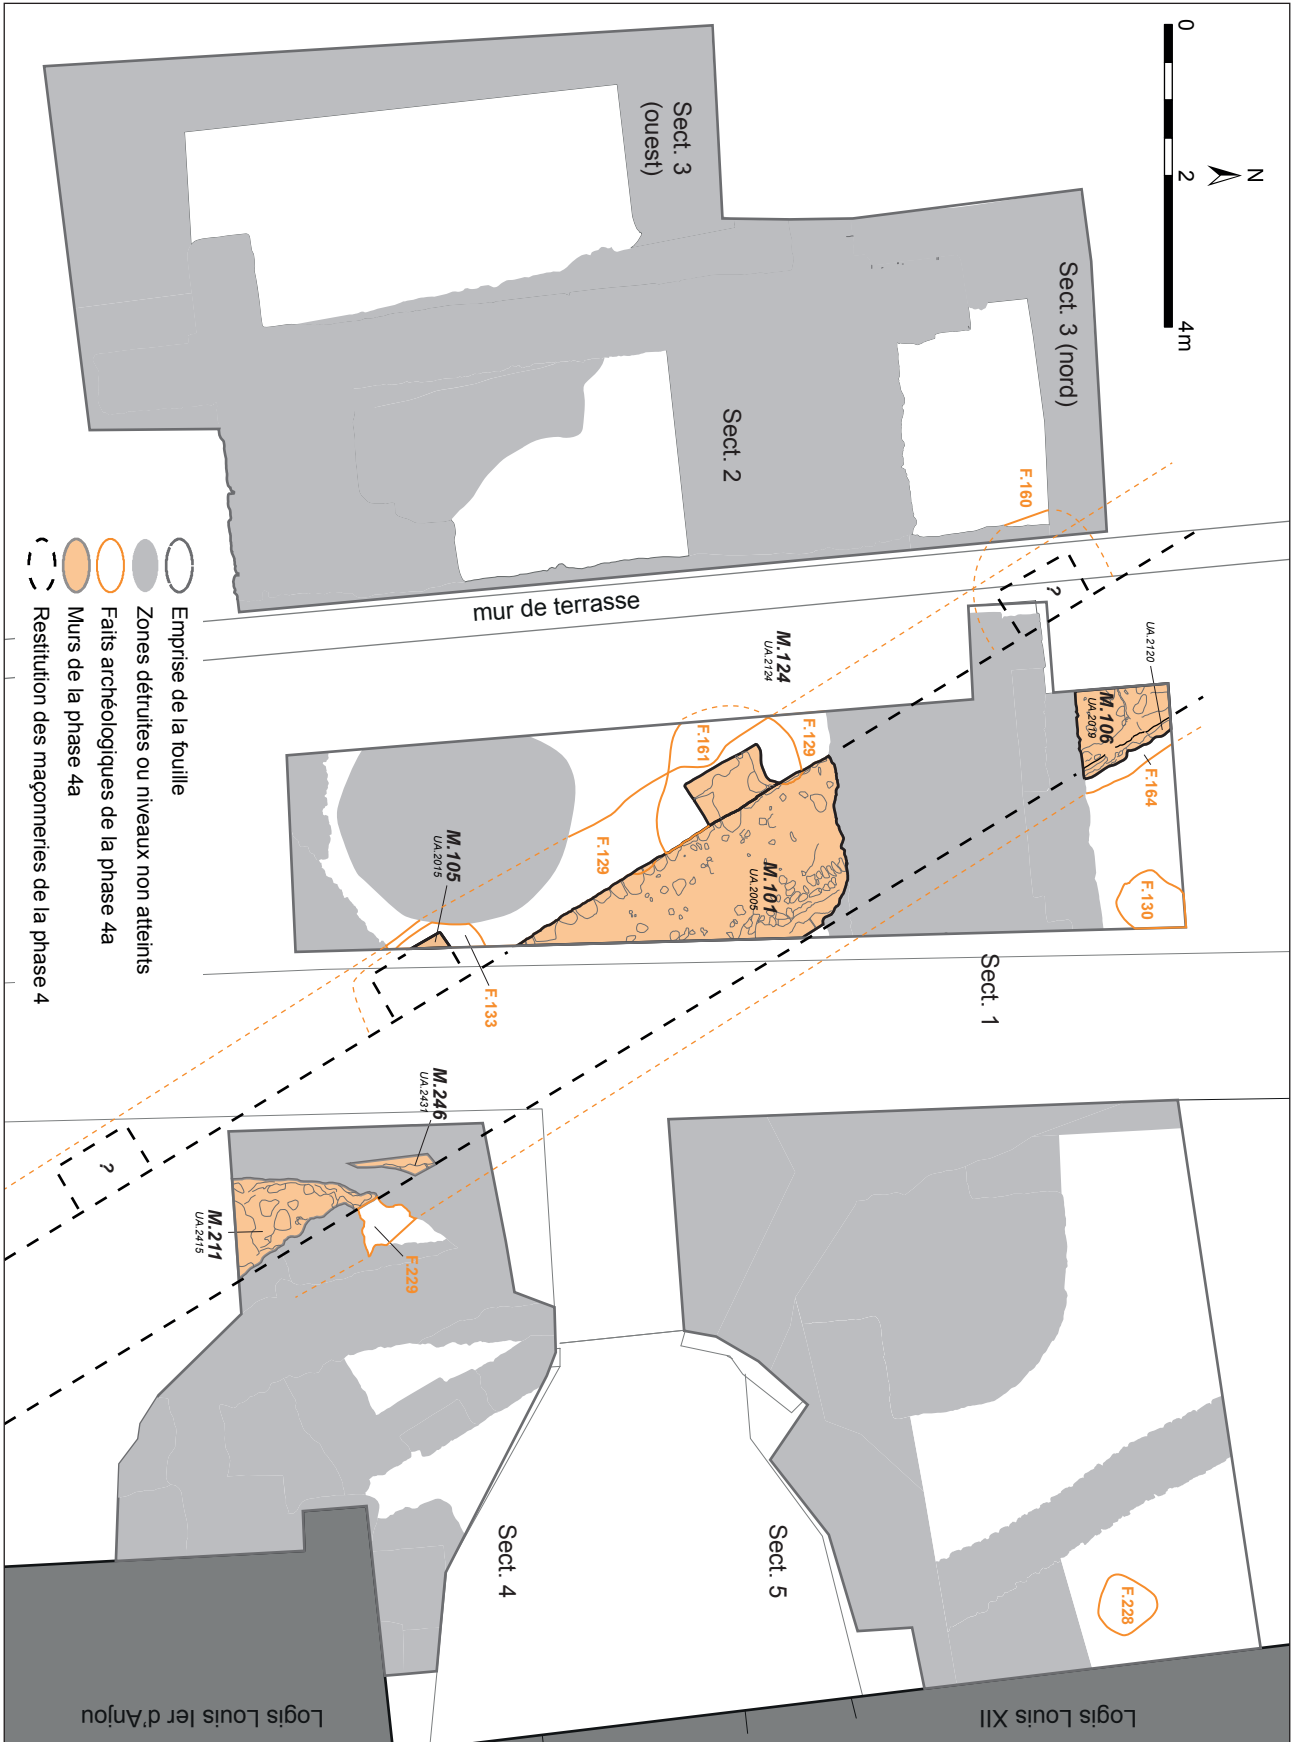 0
2
4m
N
Sect. 3
(ouest)
Sect. 3 (nord)
Sect. 2
F.160
mur de terrasse
?
M.124
UA.2124
UA.2120
M.106
UA.2019
F.164
F.129
F.161
F.130
M.101
UA.2005
F.129
M.105
UA.2015
F.133
Sect. 1
M.246
UA.2431
?
M.211
UA.2415
F.229
Sect. 4
Sect. 5
F.228
Logis Louis Ier d'Anjou
Logis Louis XII
Emprise de la fouille
Zones détruites ou niveaux non atteints
Faits archéologiques de la phase 4a
Murs de la phase 4a
Restitution des maçonneries de la phase 4